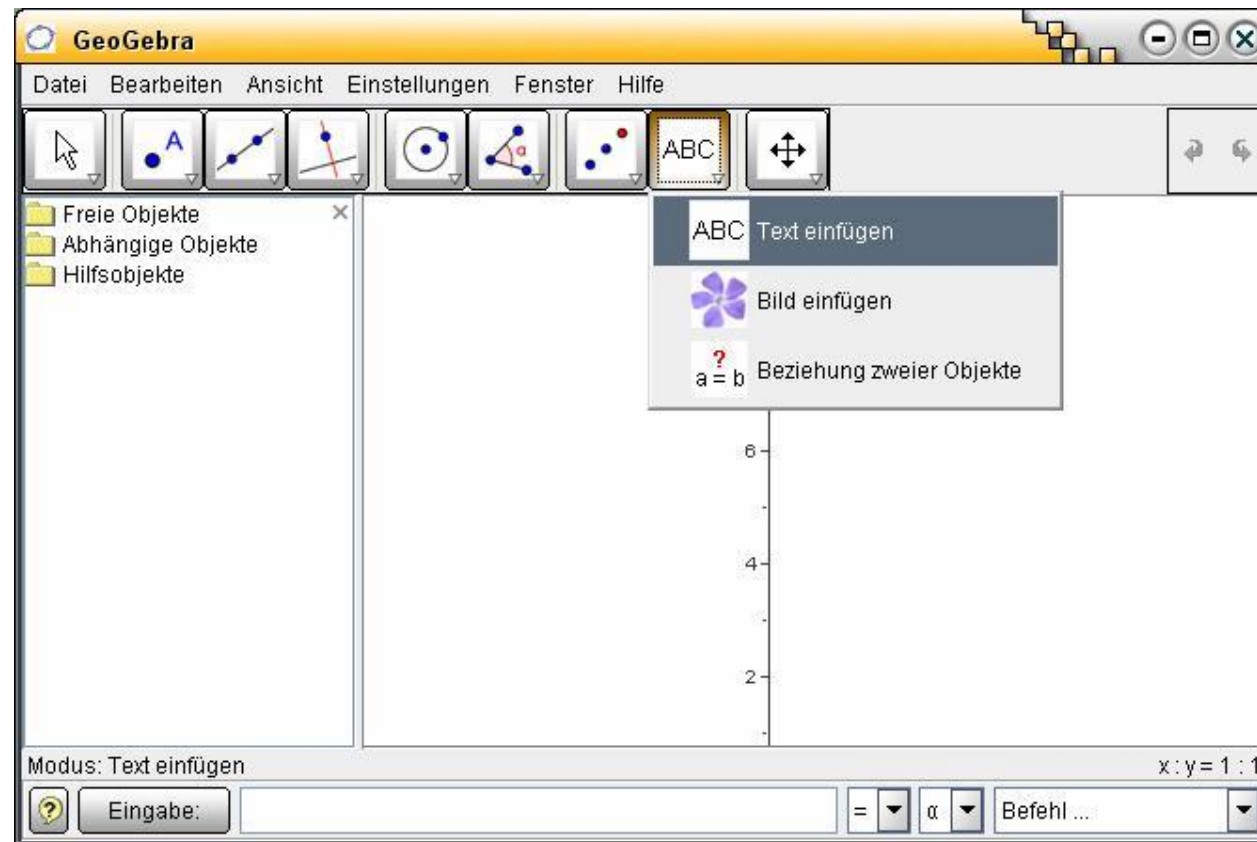 GeoGebra
Datei Bearbeiten Ansicht Einstellungen Fenster Hilfe
A
α
ABC
Freie Objekte
Abhängige Objekte
Hilfsobjekte
ABC Text einfügen
Bild einfügen
? a = b Beziehung zweier Objekte
6
4
2
Modus: Text einfügen x : y = 1 : 1
? Eingabe: = α Befehl ...